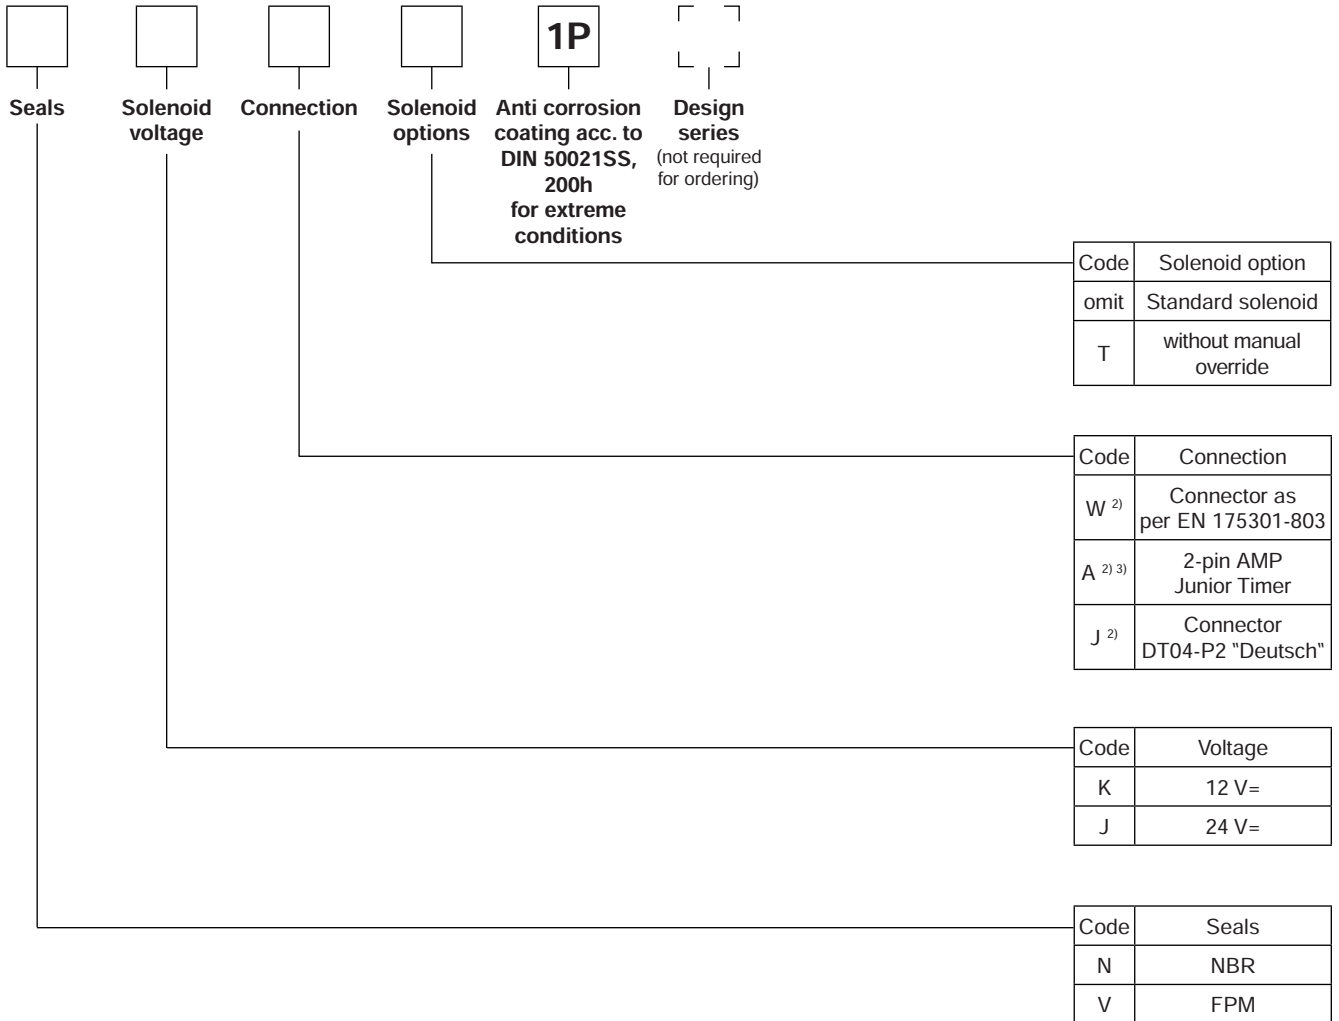 1P
Seals
Solenoid
voltage
Connection
Solenoid
options
Anti corrosion
coating acc. to
DIN 50021SS,
200h
for extreme
conditions
Design
series
(not required
for ordering)
Code Solenoid option
omit Standard solenoid
T without manual
override
Code Connection
W 2) Connector as
per EN 175301-803
A 2) 3) 2-pin AMP
Junior Timer
J 2) Connector
DT04-P2 "Deutsch"
Code Voltage
K 12 V=
J 24 V=
Code Seals
N NBR
V FPM